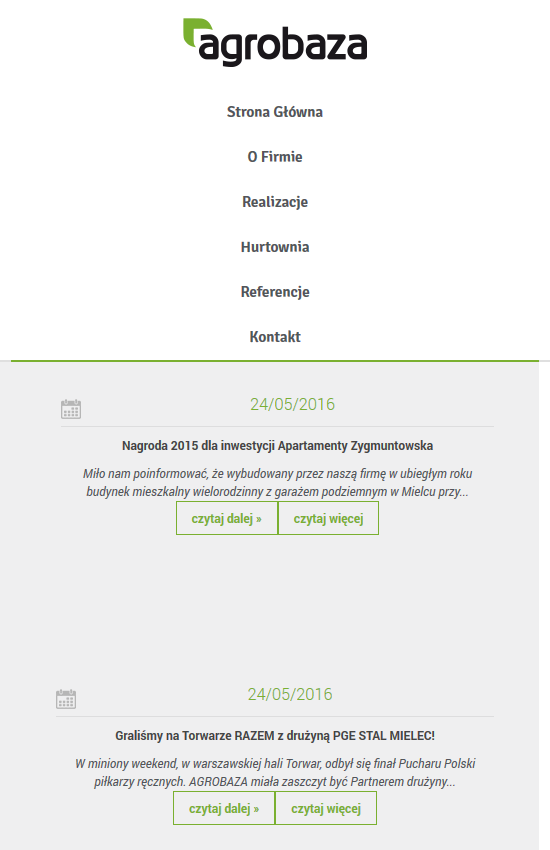 agrobaza
Strona Główna
O Firmie
Realizacje
Hurtownia
Referencje
Kontakt
24/05/2016
Nagroda 2015 dla inwestycji Apartamenty Zygmuntowska
Miło nam poinformować, że wybudowany przez naszą firmę w ubiegłym roku
budynek mieszkalny wielorodzinny z garażem podziemnym w Mielcu przy...
czytaj dalej » czytaj więcej
24/05/2016
Graliśmy na Torwarze RAZEM z drużyną PGE STAL MIELEC!
W miniony weekend, w warszawskiej hali Torwar, odbył się finał Pucharu Polski
piłkarzy ręcznych. AGROBAZA miała zaszczyt być Partnerem drużyny...
czytaj dalej » czytaj więcej